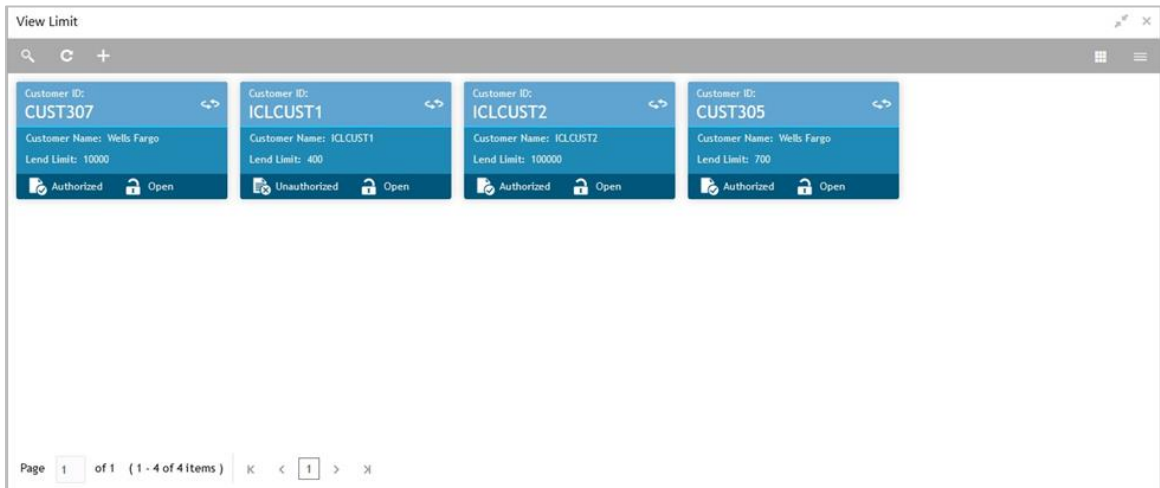 View Limit
Customer ID:
CUST307
Customer Name: Wells Fargo
Lend Limit: 10000
Authorized Open
Customer ID:
ICLCUST1
Customer Name: ICLCUST1
Lend Limit: 400
Unauthorized Open
Customer ID:
ICLCUST2
Customer Name: ICLCUST2
Lend Limit: 100000
Authorized Open
Customer ID:
CUST305
Customer Name: Wells Fargo
Lend Limit: 700
Authorized Open
Page 1 of 1 (1 - 4 of 4 items) 1